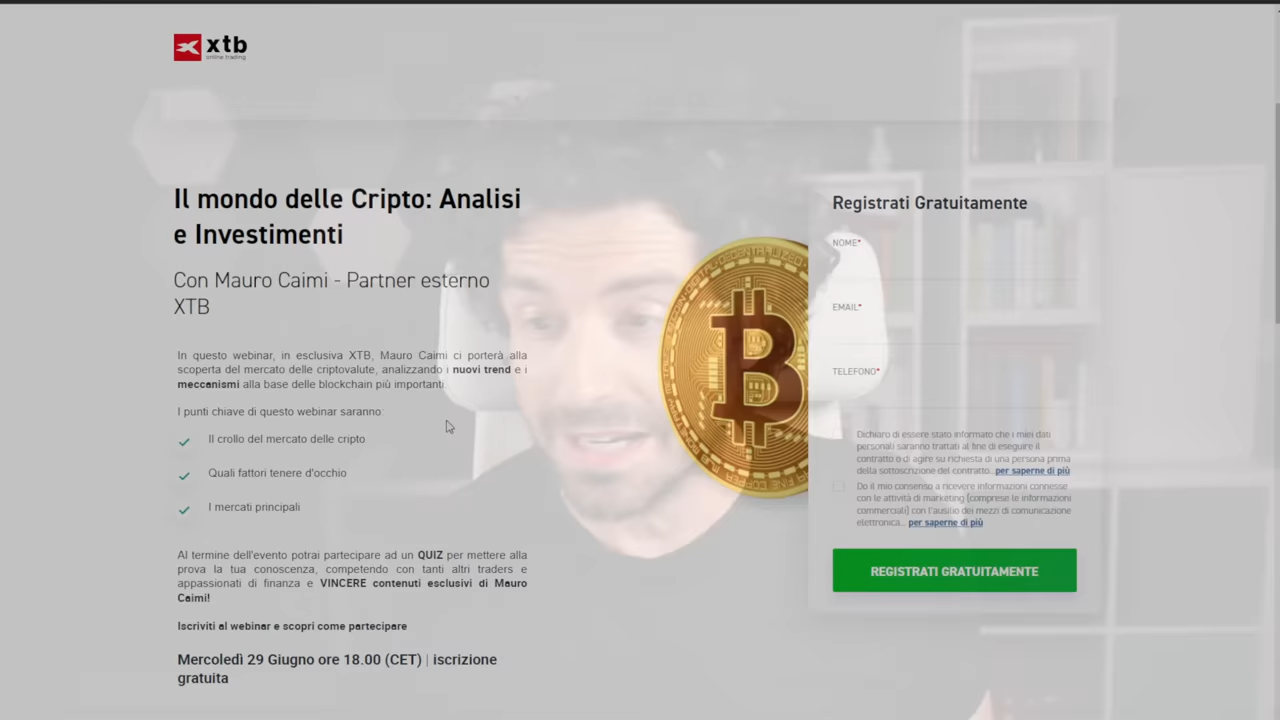 xtb
online trading
Il mondo delle Cripto: Analisi
e Investimenti
Con Mauro Caimi - Partner esterno
XTB
In questo webinar, in esclusiva XTB, Mauro Caimi ci porterà alla
scoperta del mercato delle criptovalute, analizzando i nuovi trend e i
meccanismi alla base delle blockchain più importanti.
I punti chiave di questo webinar saranno:
Il crollo del mercato delle cripto
Quali fattori tenere d'occhio
I mercati principali
Al termine dell'evento potrai partecipare ad un QUIZ per mettere alla
prova la tua conoscenza, competendo con tanti altri traders e
appassionati di finanza e VINCERE contenuti esclusivi di Mauro
Caimi!
Iscriviti al webinar e scopri come partecipare
Mercoledì 29 Giugno ore 18.00 (CET) | iscrizione
gratuita
Registrati Gratuitamente
NOME*
EMAIL*
TELEFONO*
Dichiaro di essere stato informato che i miei dati
personali saranno trattati al fine di eseguire il
contratto o di agire su richiesta di una persona prima
della sottoscrizione del contratto... per saperne di più
Do il mio consenso a ricevere informazioni connesse
con le attività di marketing (comprese le informazioni
commerciali) con l'ausilio dei mezzi di comunicazione
elettronica... per saperne di più
REGISTRATI GRATUITAMENTE